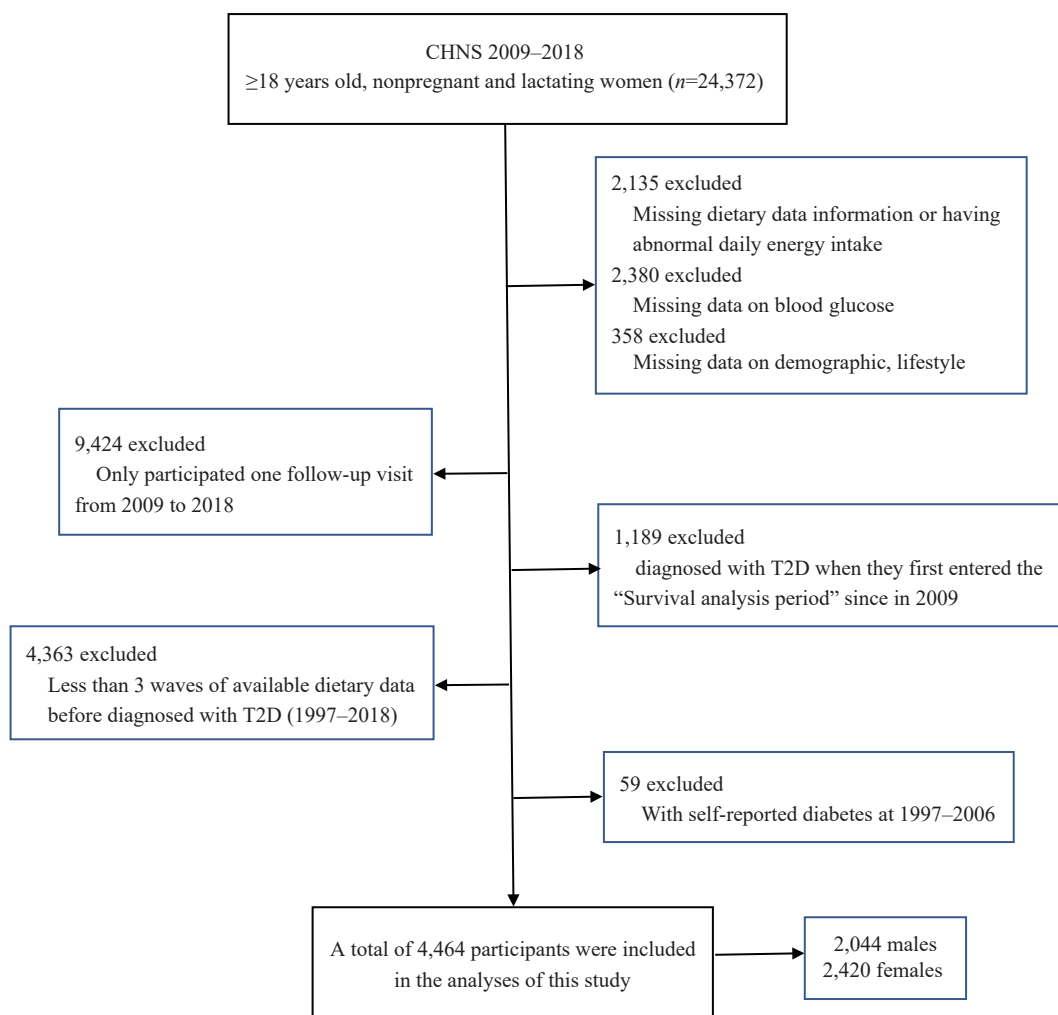 CHNS 2009–2018
≥18 years old, nonpregnant and lactating women (n=24,372)
2,135 excluded
Missing dietary data information or having
abnormal daily energy intake
2,380 excluded
Missing data on blood glucose
358 excluded
Missing data on demographic, lifestyle
9,424 excluded
Only participated one follow-up visit
from 2009 to 2018
1,189 excluded
diagnosed with T2D when they first entered the
“Survival analysis period” since in 2009
4,363 excluded
Less than 3 waves of available dietary data
before diagnosed with T2D (1997–2018)
59 excluded
With self-reported diabetes at 1997–2006
A total of 4,464 participants were included
in the analyses of this study
2,044 males
2,420 females